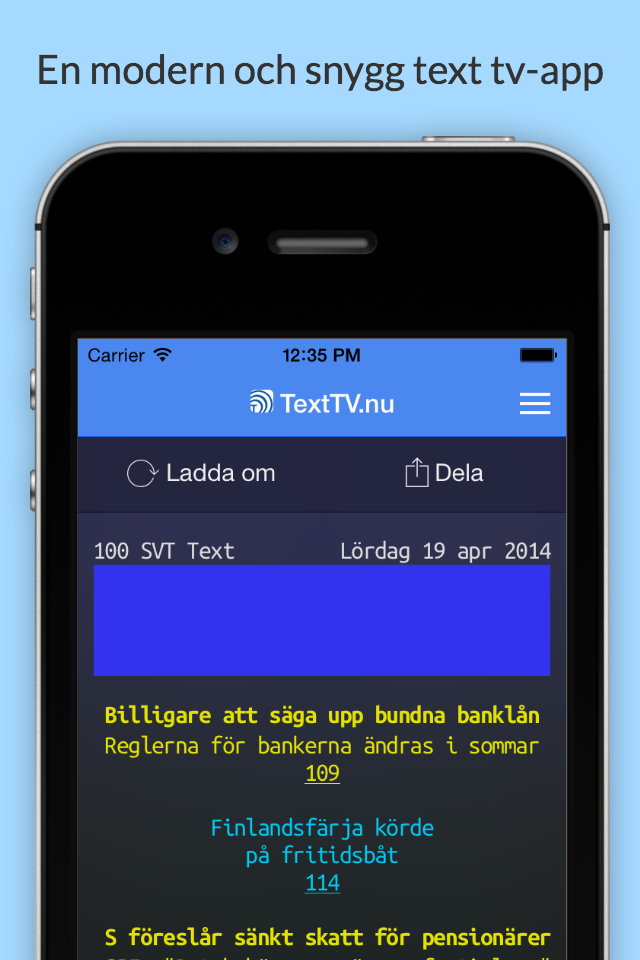 En modern och snygg text tv-app
Carrier 12:35 PM
TextTV.nu
Ladda om Dela
100 SVT Text Lördag 19 apr 2014
Billigare att säga upp bundna banklån
Reglerna för bankerna ändras i sommar
109
Finlandsfärja körde
på fritidsbåt
114
S föreslår sänkt skatt för pensionärer